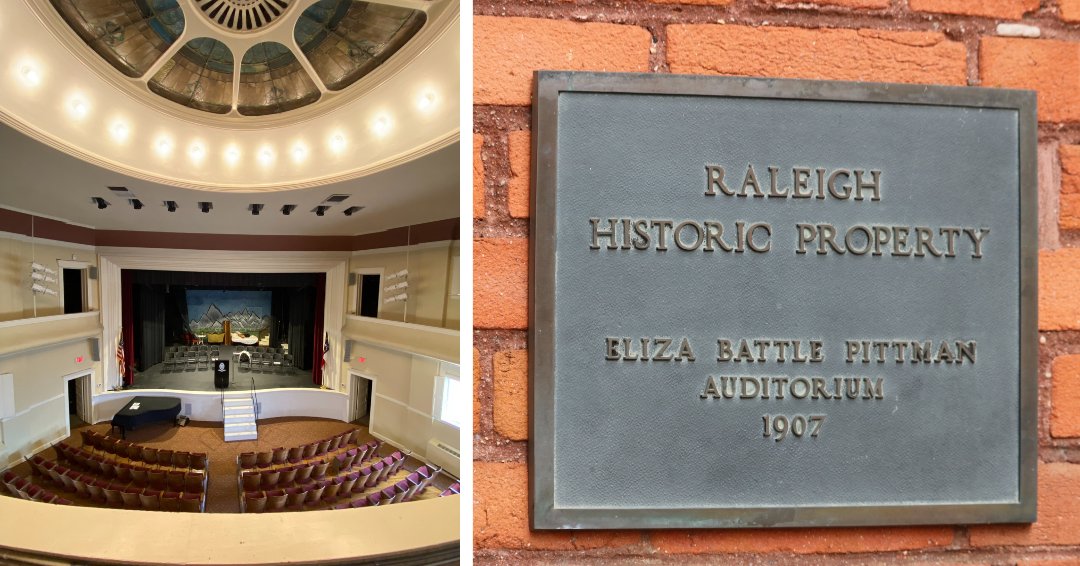 RALEIGH
HISTORIC PROPERTY
ELIZA BATTLE PITTMAN
AUDITORIUM
1907